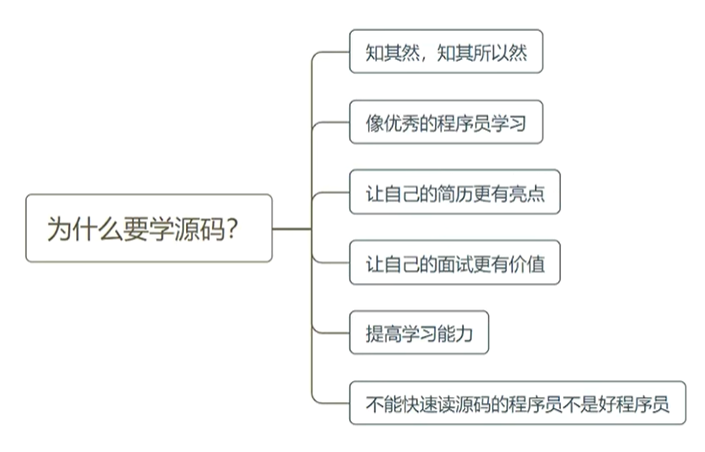 为什么要学源码?
知其然，知其所以然
像优秀的程序员学习
让自己的简历更有亮点
让自己的面试更有价值
提高学习能力
不能快速读源码的程序员不是好程序员